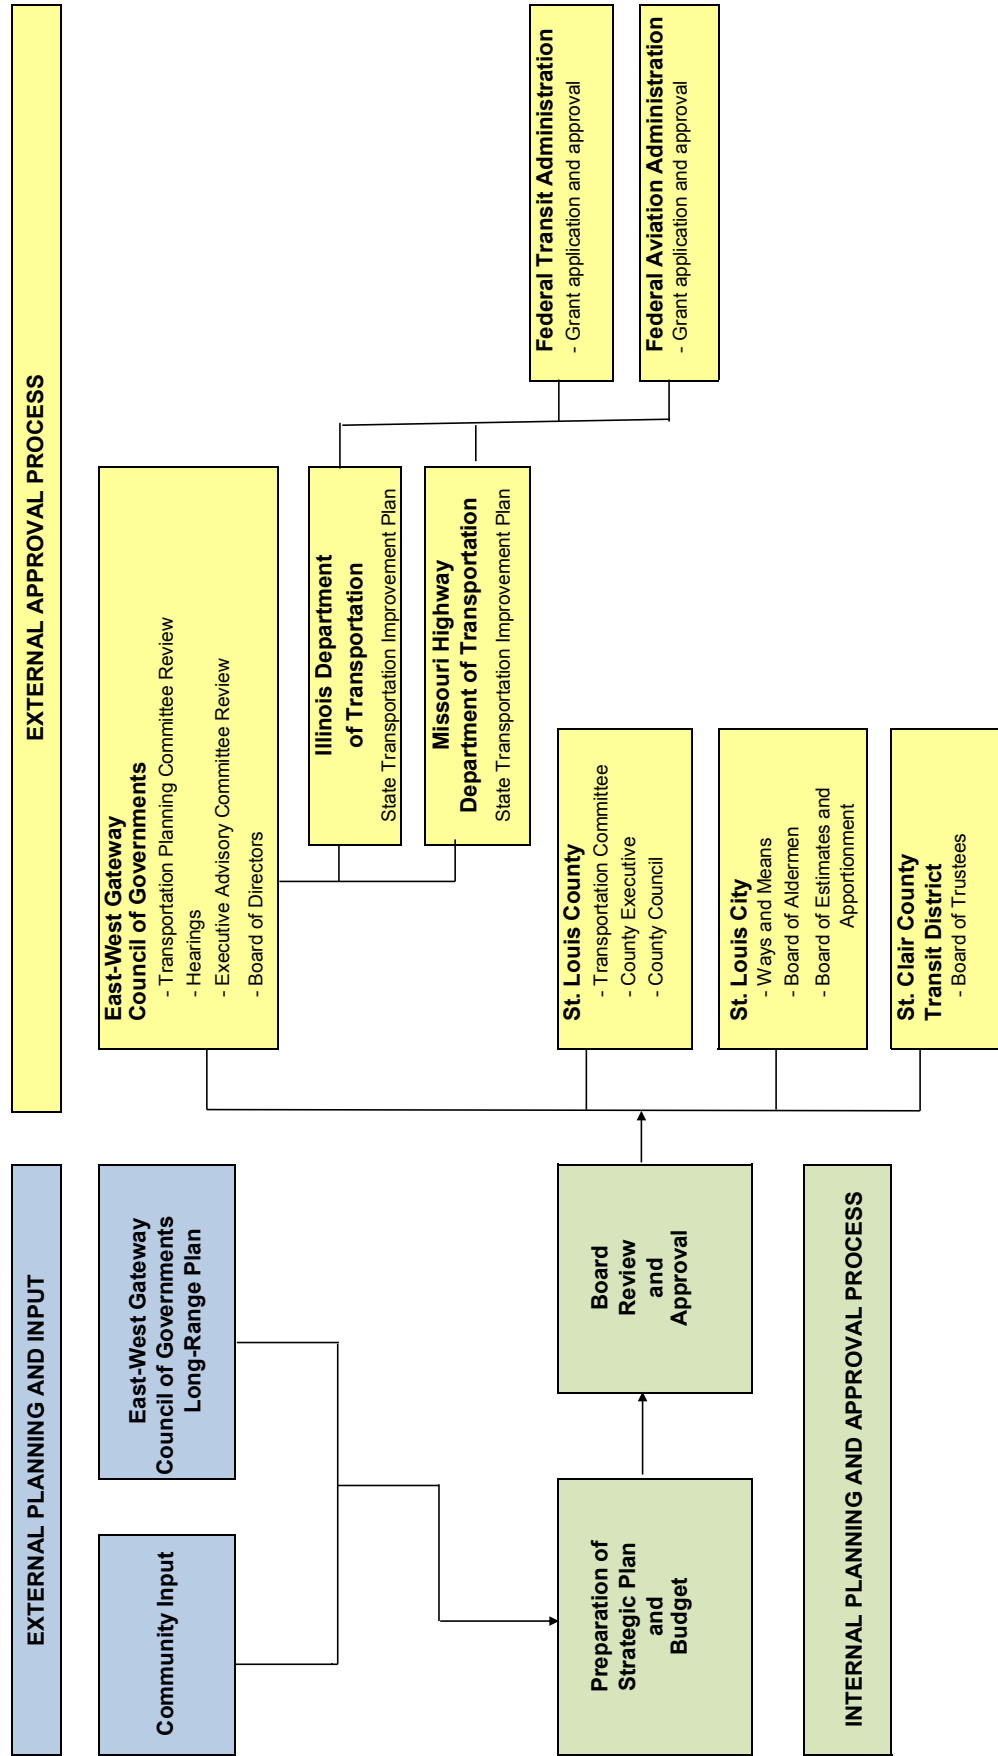 EXTERNAL PLANNING AND INPUT
EXTERNAL APPROVAL PROCESS
Community Input
East-West Gateway
Council of Governments
Long-Range Plan
East-West Gateway
Council of Governments
- Transportation Planning Committee Review
- Hearings
- Executive Advisory Committee Review
- Board of Directors
Illinois Department
of Transportation
State Transportation Improvement Plan
Missouri Highway
Department of Transportation
State Transportation Improvement Plan
Federal Transit Administration
- Grant application and approval
Federal Aviation Administration
- Grant application and approval
Preparation of
Strategic Plan
and
Budget
Board
Review
and
Approval
St. Louis County
- Transportation Committee
- County Executive
- County Council
St. Louis City
- Ways and Means
- Board of Aldermen
- Board of Estimates and
Apportionment
St. Clair County
Transit District
- Board of Trustees
INTERNAL PLANNING AND APPROVAL PROCESS